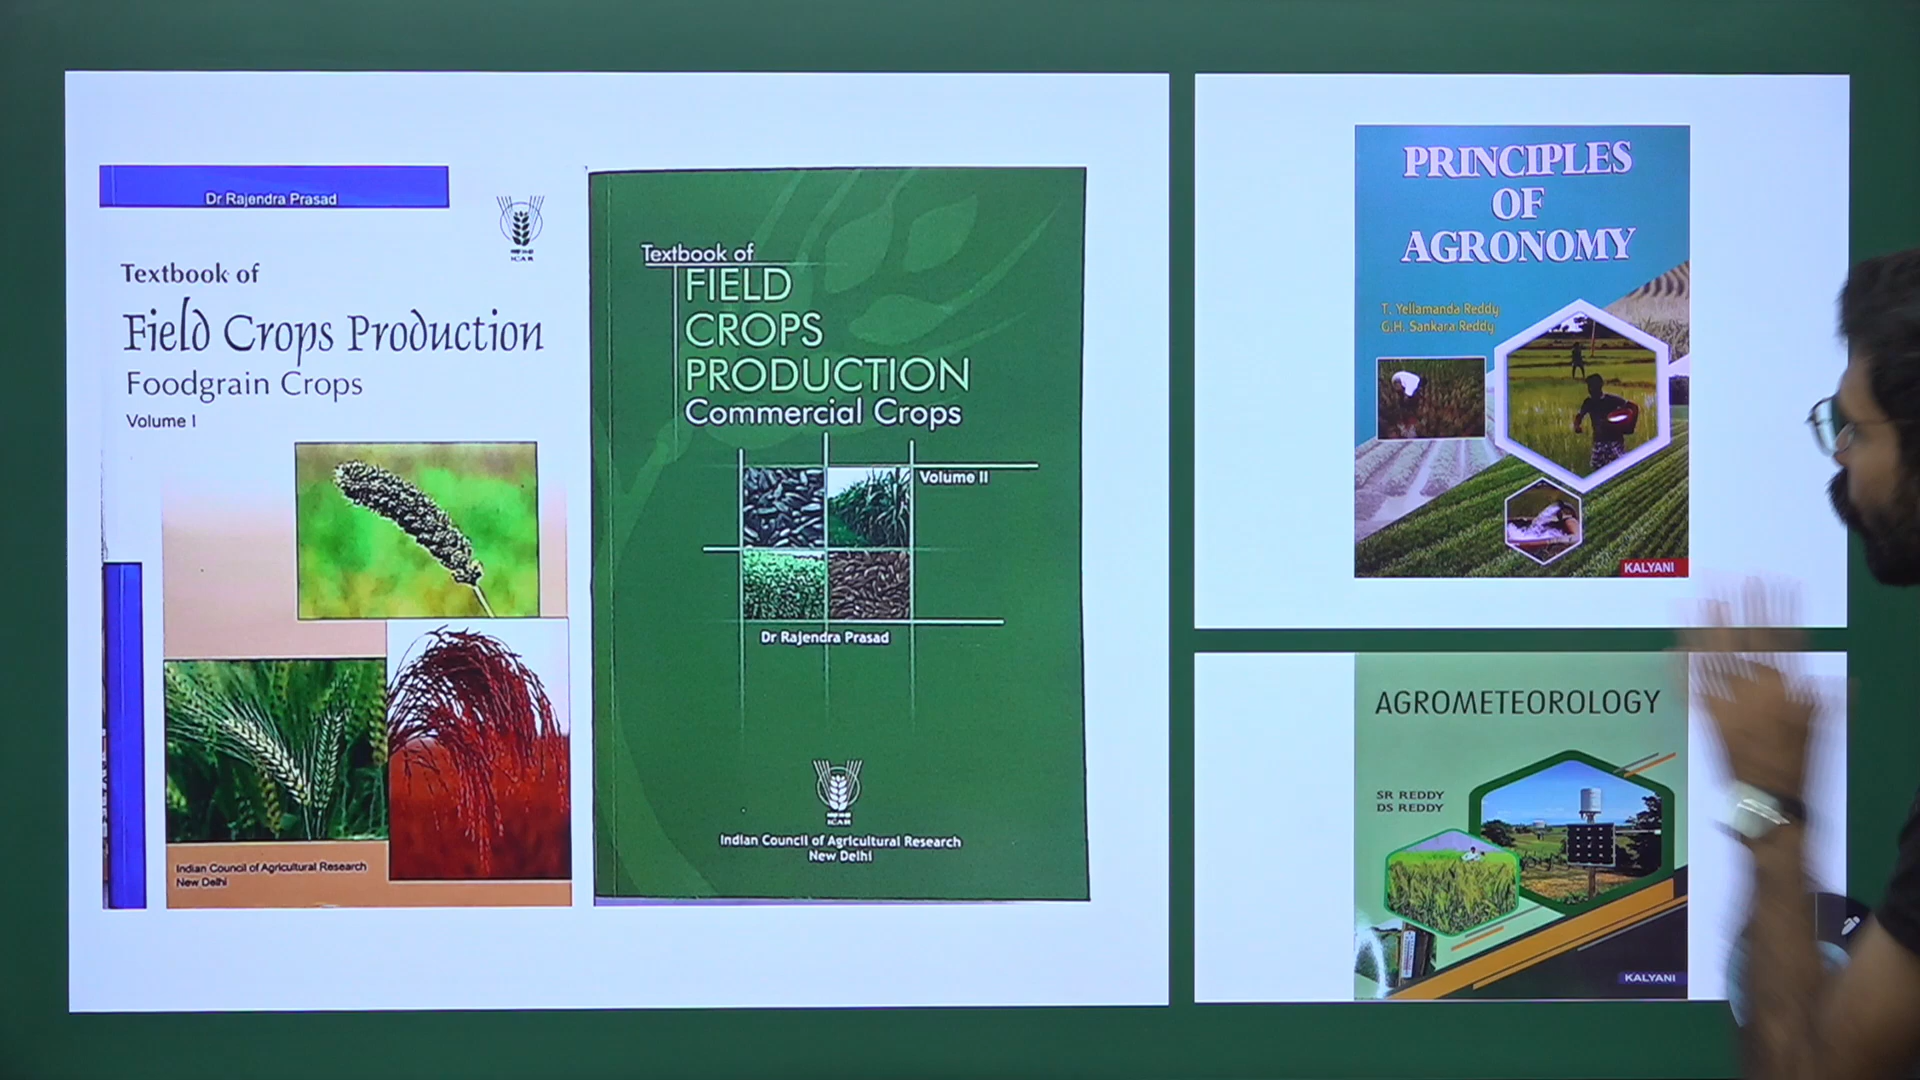 Dr Rajendra Prasad
ICAR
Textbook of
Field Crops Production
Foodgrain Crops
Volume I
Indian Council of Agricultural Research
New Delhi
Textbook of
FIELD
CROPS
PRODUCTION
Commercial Crops
Volume II
Dr Rajendra Prasad
ICAR
Indian Council of Agricultural Research
New Delhi
PRINCIPLES
OF
AGRONOMY
T. Yellamanda Reddy
G.H. Sankara Reddy
KALYANI
AGROMETEOROLOGY
SR REDDY
DS REDDY
KALYANI